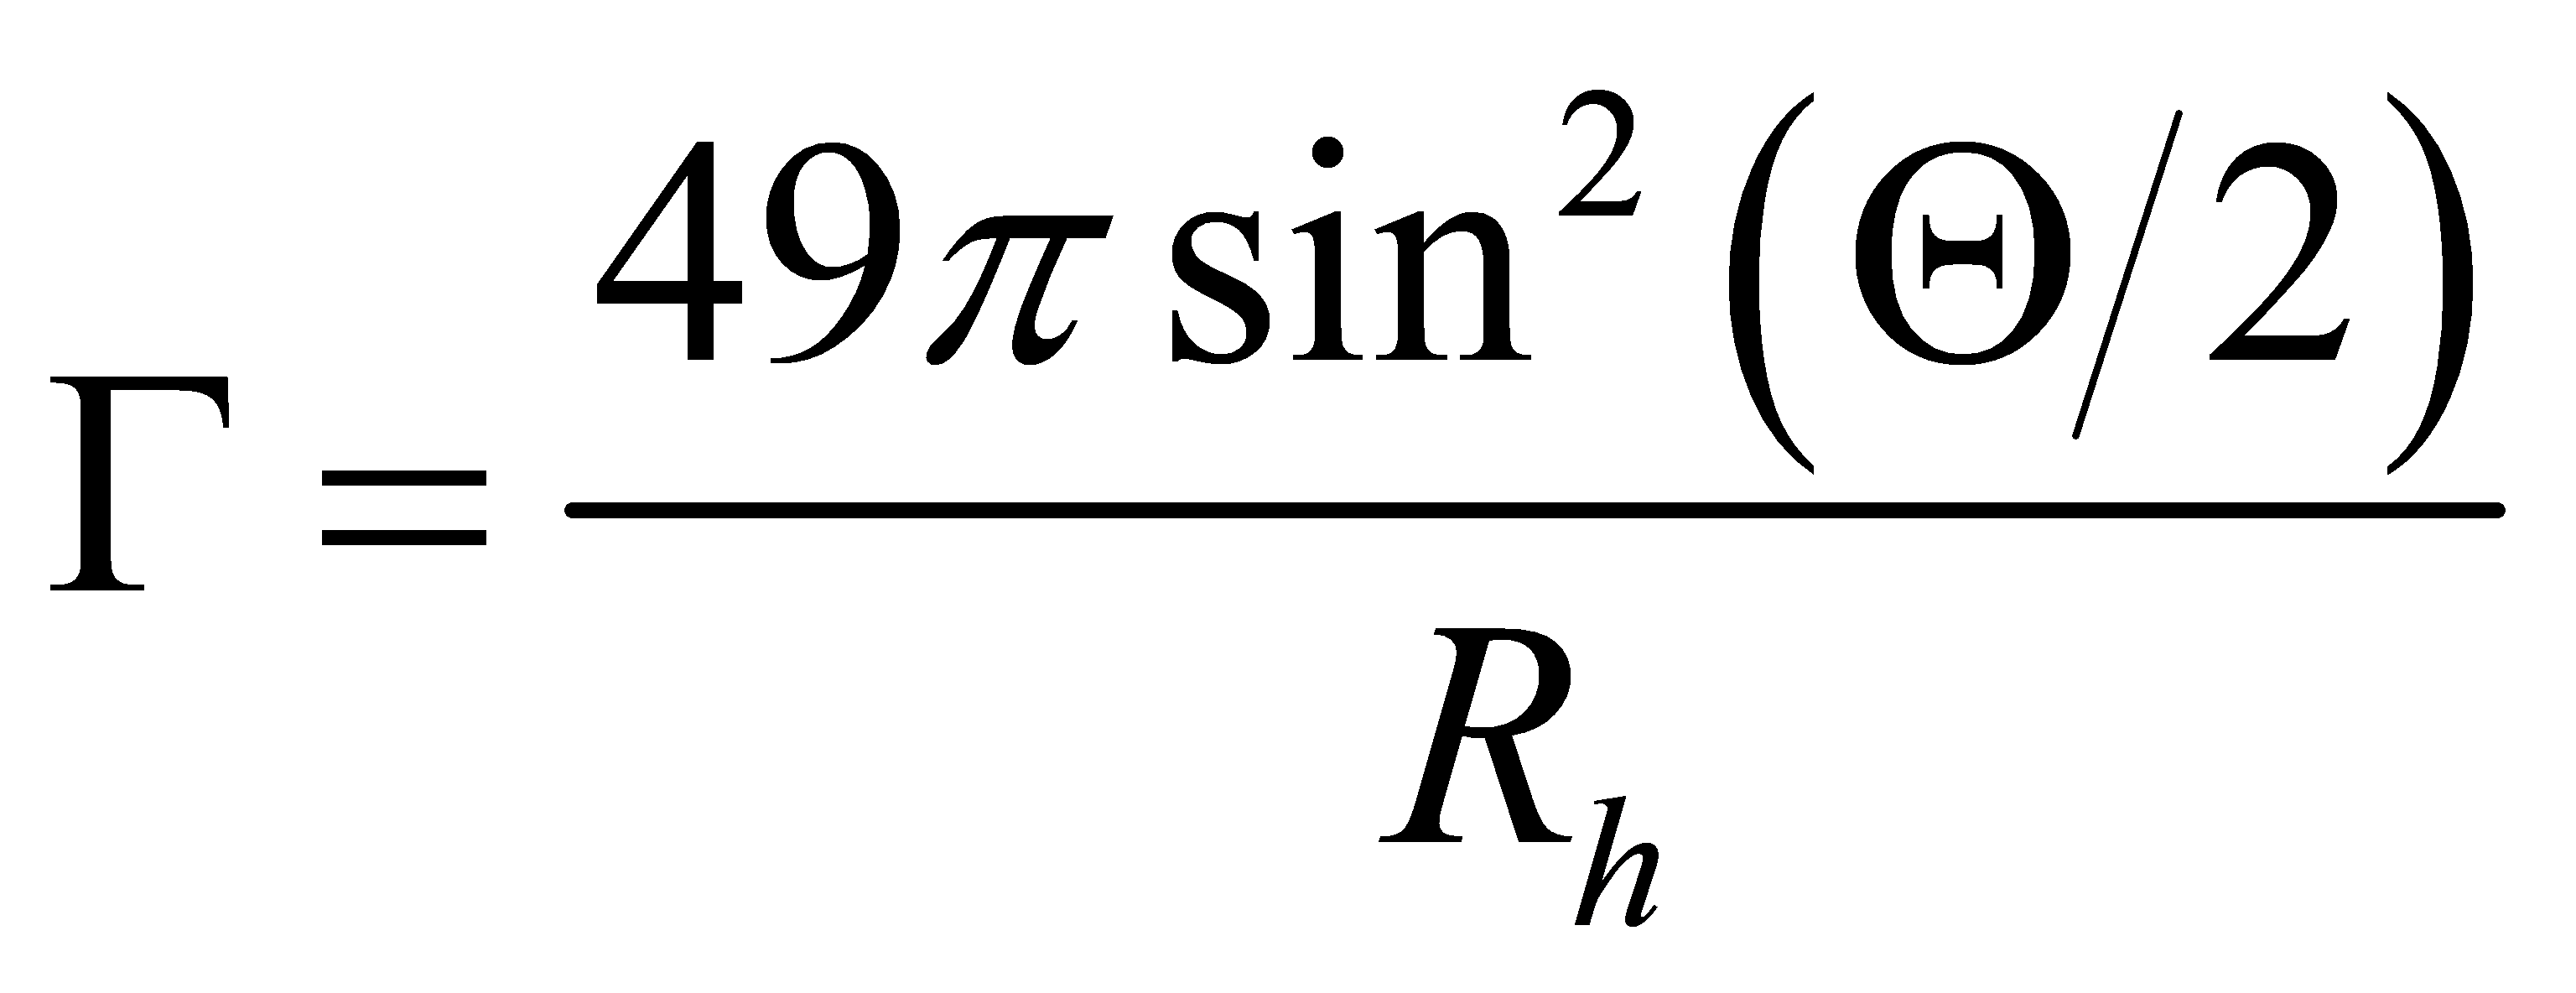 Γ = 49π sin² (Θ/2) / R_h